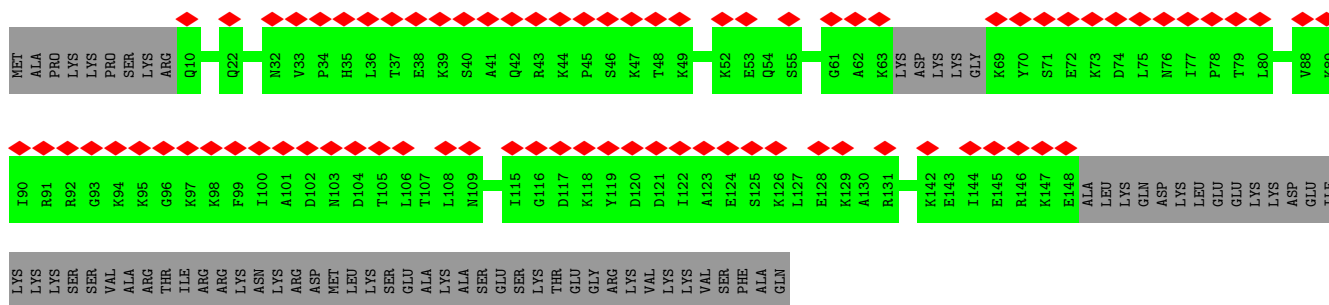 MET ALA PRO LYS LYS PRO SER LYS ARG Q10 Q22 N32 V33 P34 H35 L36 T37 E38 K39 S40 A41 Q42 R43 K44 P45 S46 K47 T48 K49 K52 E53 Q54 S55 G61 A62 K63 LYS ASP LYS LYS GLY K69 Y70 S71 E72 K73 D74 L75 N76 I77 P78 T79 L80 V88 K89
I90 R91 R92 G93 K94 K95 G96 K97 K98 F99 I100 A101 D102 N103 D104 T105 L106 T107 L108 N109 I115 G116 D117 K118 Y119 D120 D121 I122 A123 E124 S125 K126 L127 E128 K129 A130 R131 K142 E143 I144 E145 R146 K147 E148 ALA LEU LYS GLN ASP LYS LEU GLU GLU LYS LYS ASP GLU ILE
LYS LYS LYS SER SER VAL ALA ARG THR ILE ARG ARG LYS ASN LYS ARG ASP MET LEU LYS SER GLU ALA LYS ALA SER GLU SER LYS THR GLU GLY ARG LYS VAL LYS LYS VAL SER PHE ALA GLN